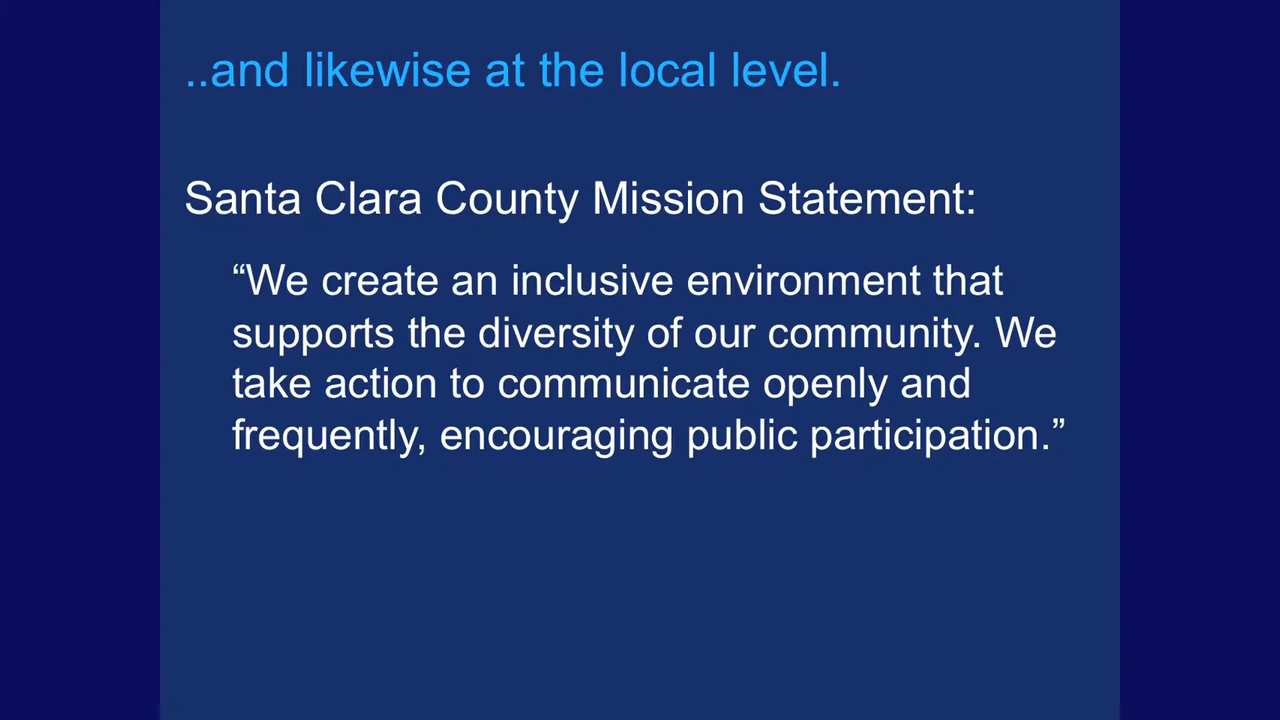 ..and likewise at the local level.
Santa Clara County Mission Statement:
“We create an inclusive environment that
supports the diversity of our community. We
take action to communicate openly and
frequently, encouraging public participation.”